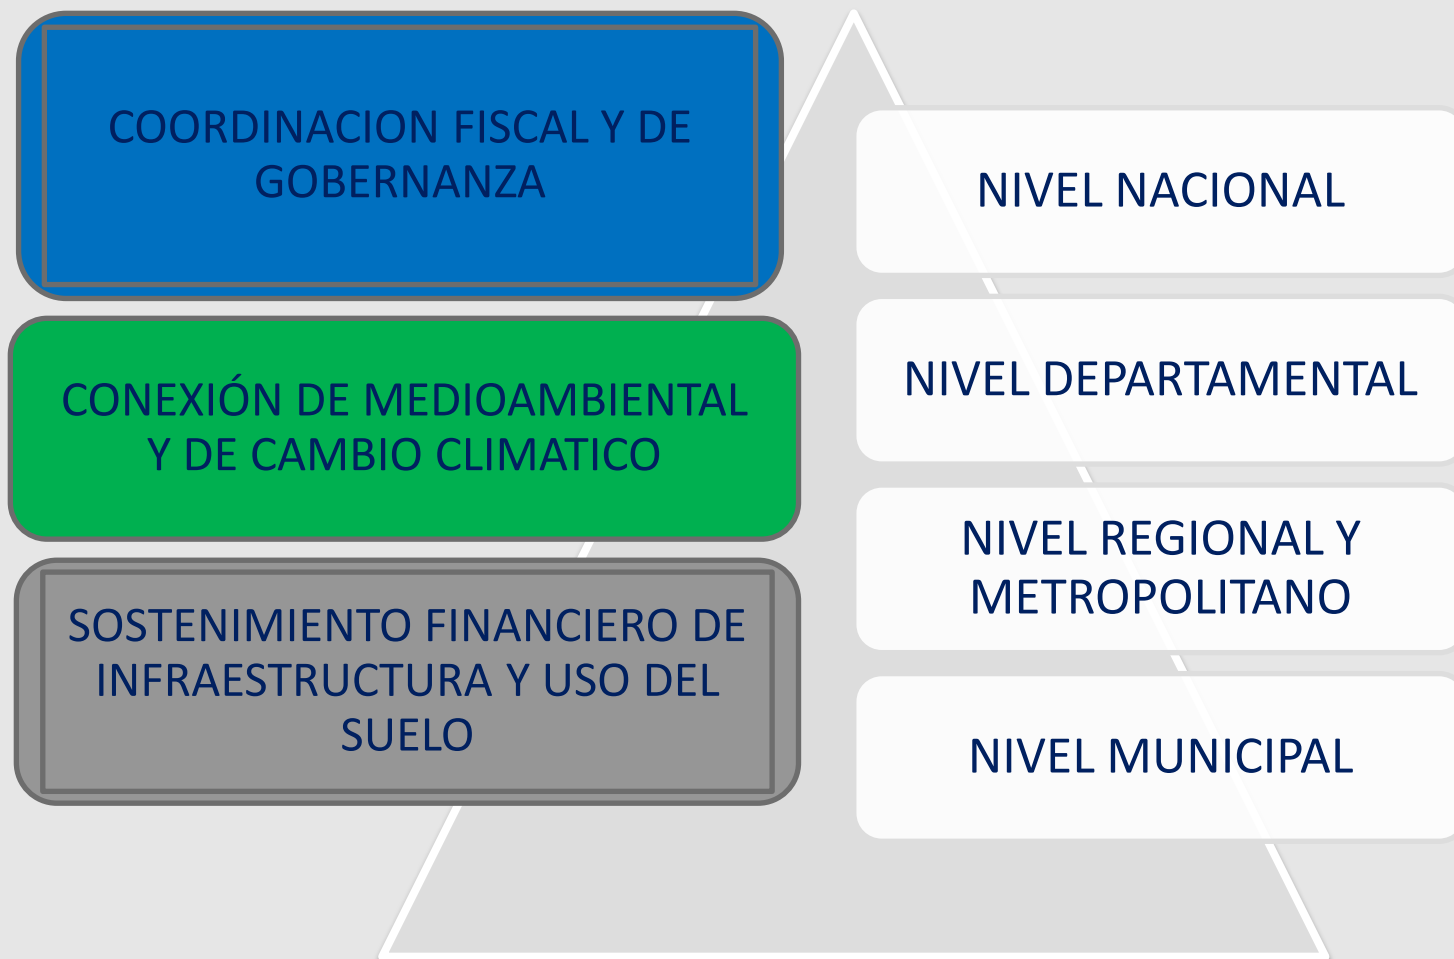 COORDINACION FISCAL Y DE
GOBERNANZA
CONEXIÓN DE MEDIOAMBIENTAL
Y DE CAMBIO CLIMATICO
SOSTENIMIENTO FINANCIERO DE
INFRAESTRUCTURA Y USO DEL
SUELO
NIVEL NACIONAL
NIVEL DEPARTAMENTAL
NIVEL REGIONAL Y
METROPOLITANO
NIVEL MUNICIPAL